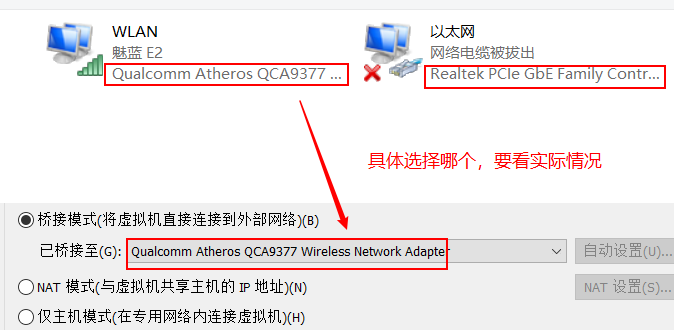 WLAN
魅蓝 E2
Qualcomm Atheros QCA9377 ...
以太网
网络电缆被拔出
Realtek PCIe GbE Family Contr...
具体选择哪个，要看实际情况
桥接模式(将虚拟机直接连接到外部网络)(B)
已桥接至(G): Qualcomm Atheros QCA9377 Wireless Network Adapter 自动设置(U)...
NAT 模式(与虚拟机共享主机的 IP 地址)(N) NAT 设置(S)...
仅主机模式(在专用网络内连接虚拟机)(H)